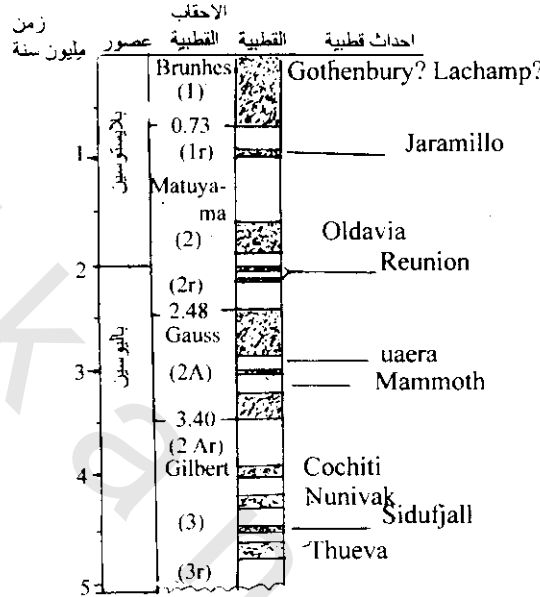 زمن
مليون سنة
عصور
الاحقاب
القطبية
القطبية
احداث قطبية
Brunhes
(1)
0.73
(1r)
Matuya-
ma
(2)
(2r)
2.48
Gauss
(2A)
3.40
(2 Ar)
Gilbert
(3)
(3r)
1
2
3
4
5
بلايستوسين
باليوسين
Gothenbury? Lachamp?
Jaramillo
Oldavia
Reunion
uaera
Mammoth
Cochiti
Nunivak
Sidufjall
Thueva